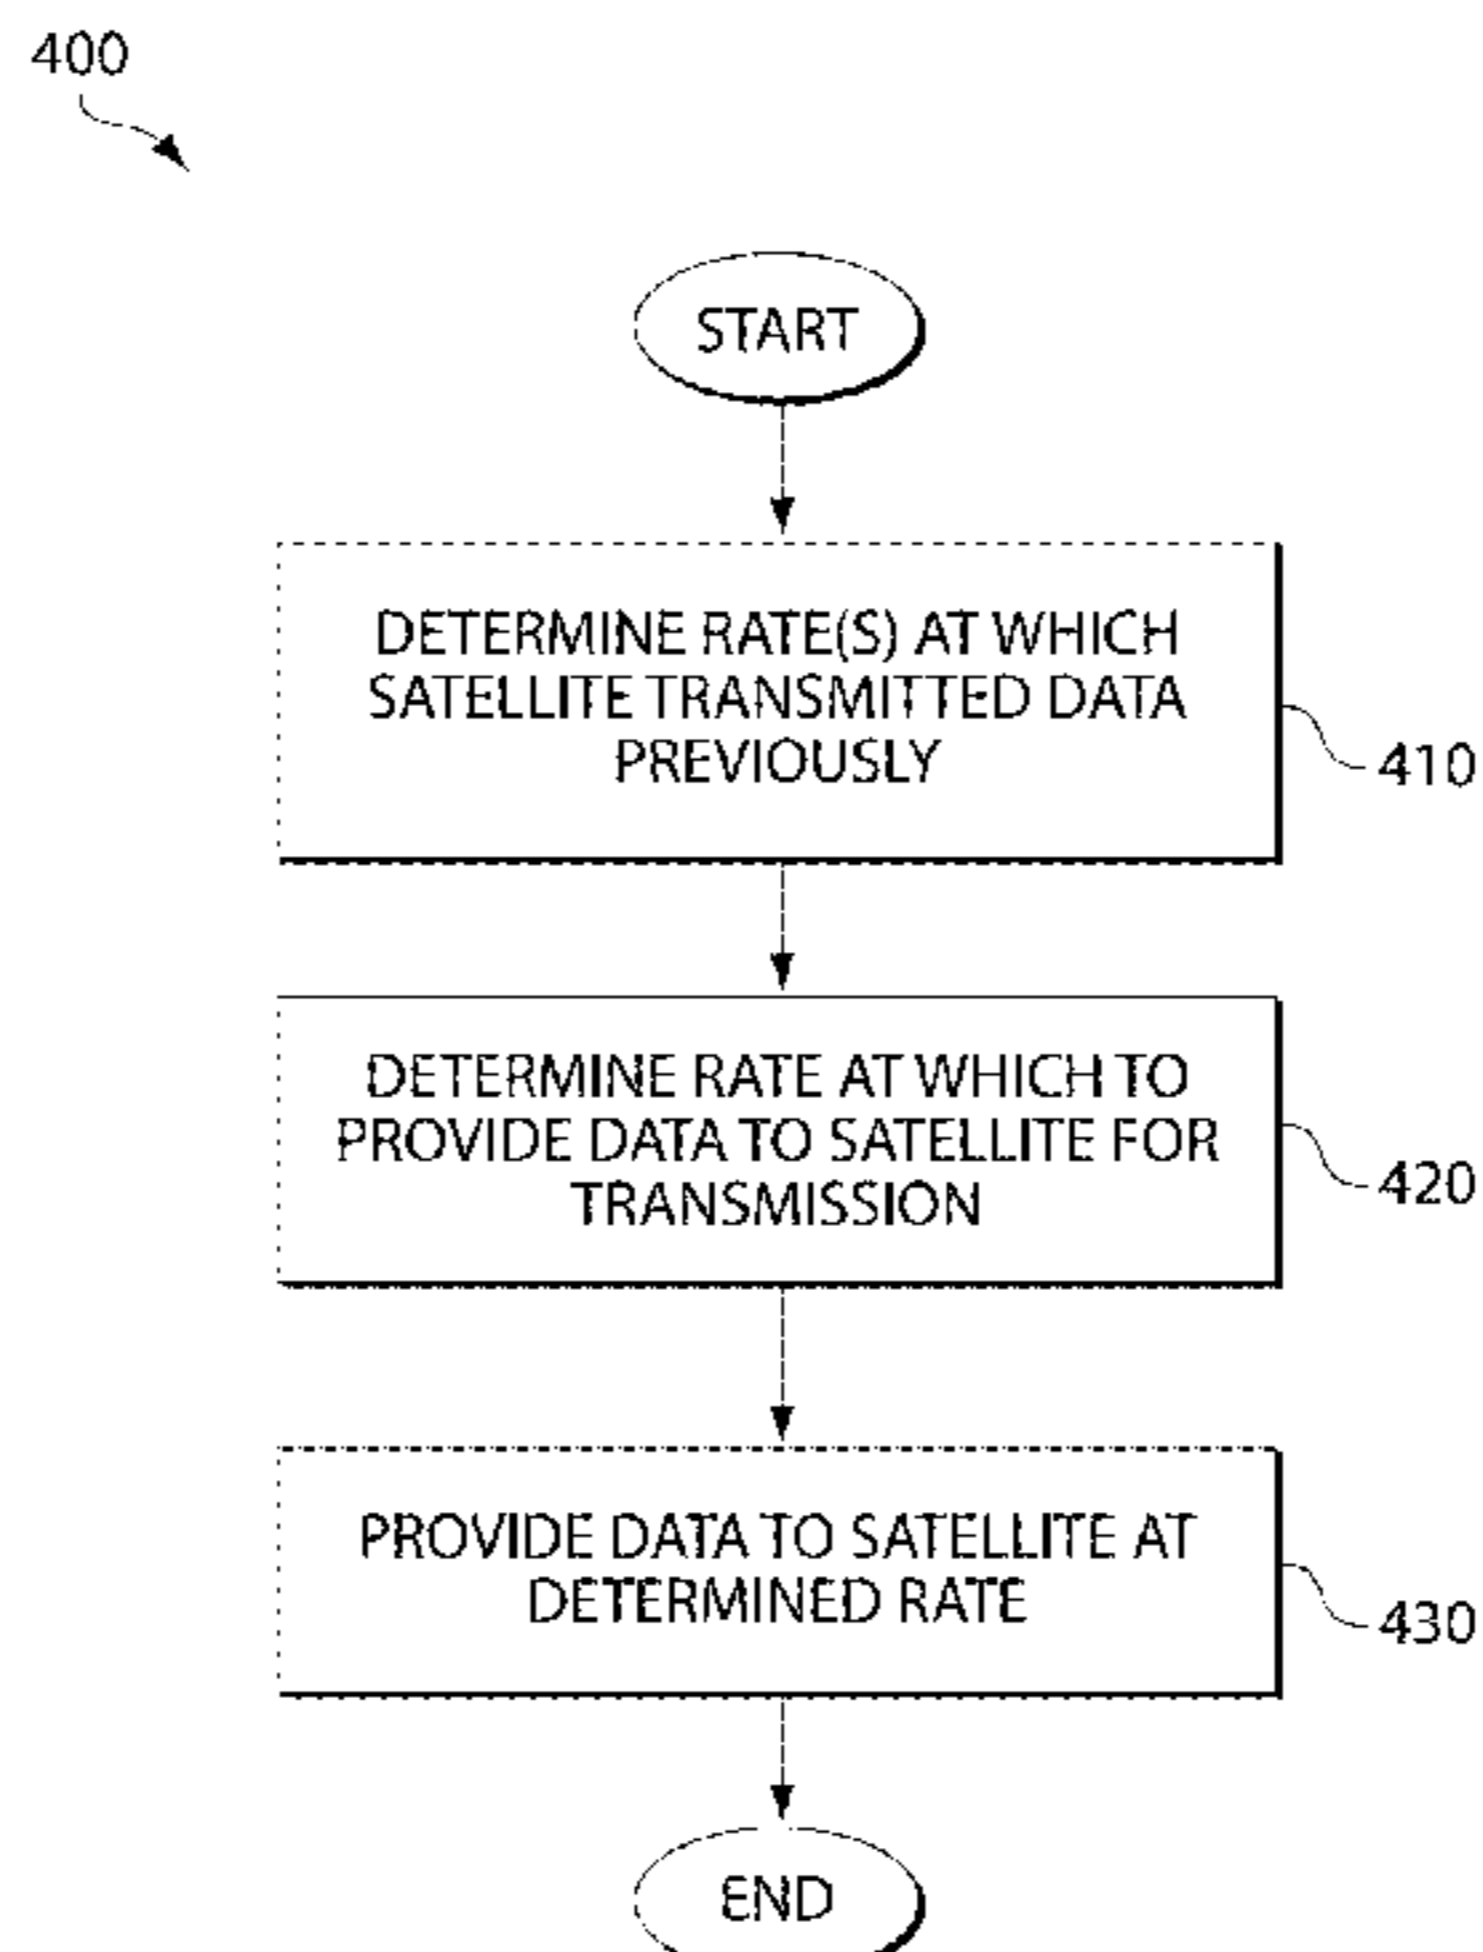 400
START
DETERMINE RATE(S) AT WHICH
SATELLITE TRANSMITTED DATA
PREVIOUSLY
410
DETERMINE RATE AT WHICH TO
PROVIDE DATA TO SATELLITE FOR
TRANSMISSION
420
PROVIDE DATA TO SATELLITE AT
DETERMINED RATE
430
END